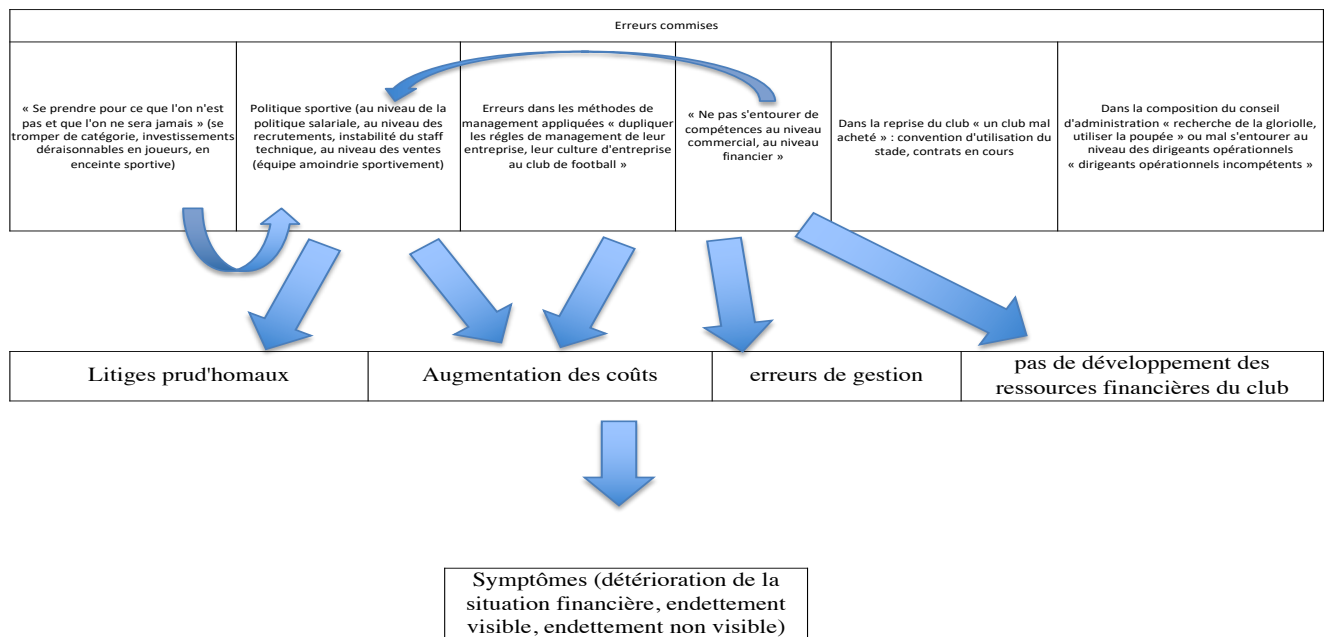 Erreurs commises
« Se prendre pour ce que l'on n'est
pas et que l'on ne sera jamais » (se
tromper de catégorie, investissements
déraisonnables en joueurs, en
enceinte sportive)
Politique sportive (au niveau de la
politique salariale, au niveau des
recrutements, instabilité du staff
technique, au niveau des ventes
(équipe amoindrie sportivement)
Erreurs dans les méthodes de
management appliquées « dupliquer
les régles de management de leur
entreprise, leur culture d'entreprise
au club de football »
« Ne pas s'entourer de
compétences au niveau
commercial, au niveau
financier »
Dans la reprise du club « un club mal
acheté » : convention d'utilisation du
stade, contrats en cours
Dans la composition du conseil
d'administration « recherche de la gloriolle,
utiliser la poupée » ou mal s'entourer au
niveau des dirigeants opérationnels
« dirigeants opérationnels incompétents »
Litiges prud'homaux
Augmentation des coûts
erreurs de gestion
pas de développement des
ressources financières du club
Symptômes (détérioration de la
situation financière, endettement
visible, endettement non visible)